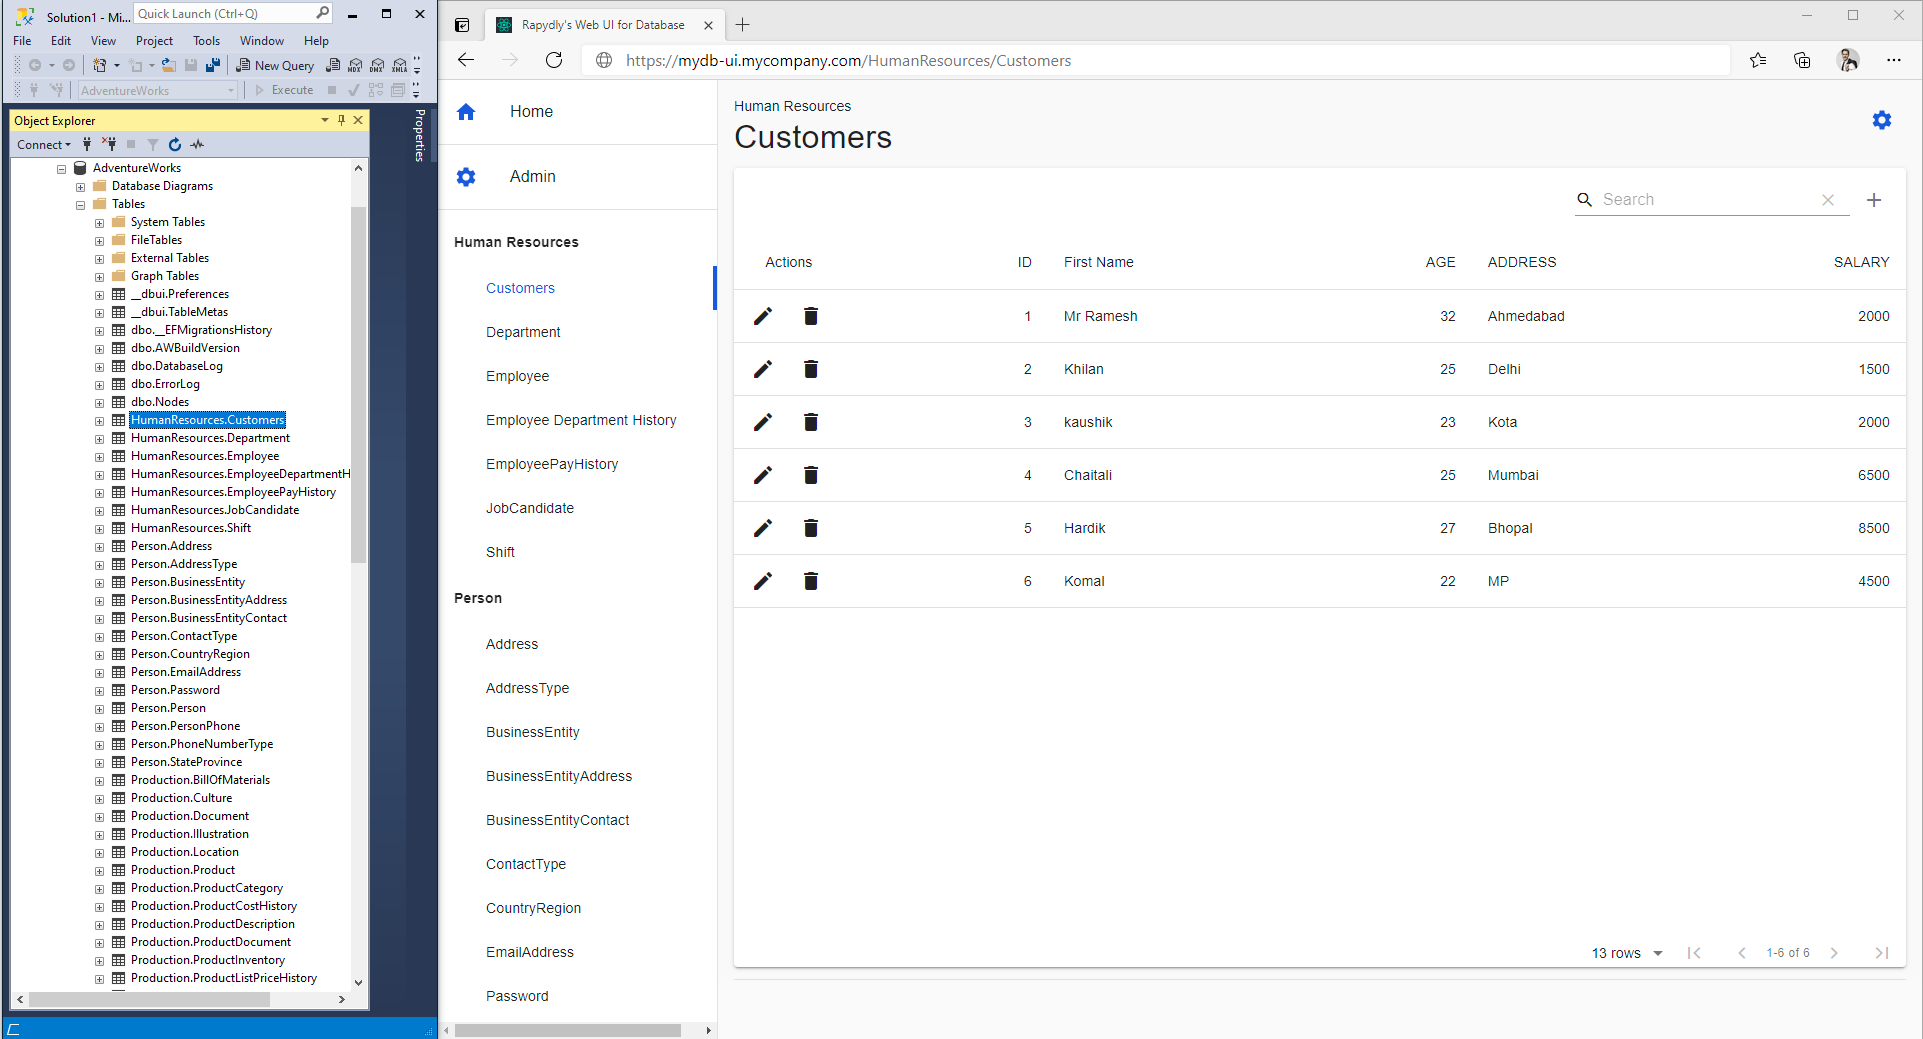 Solution1 - Mi...
Quick Launch (Ctrl+Q)
File Edit View Project Tools Window Help
New Query MDX DMX XMLA
AdventureWorks Execute
Object Explorer
Properties
Connect
AdventureWorks
Database Diagrams
Tables
System Tables
FileTables
External Tables
Graph Tables
__dbui.Preferences
__dbui.TableMetas
dbo.__EFMigrationsHistory
dbo.AWBuildVersion
dbo.DatabaseLog
dbo.ErrorLog
dbo.Nodes
HumanResources.Customers
HumanResources.Department
HumanResources.Employee
HumanResources.EmployeeDepartmentH
HumanResources.EmployeePayHistory
HumanResources.JobCandidate
HumanResources.Shift
Person.Address
Person.AddressType
Person.BusinessEntity
Person.BusinessEntityAddress
Person.BusinessEntityContact
Person.ContactType
Person.CountryRegion
Person.EmailAddress
Person.Password
Person.Person
Person.PersonPhone
Person.PhoneNumberType
Person.StateProvince
Production.BillOfMaterials
Production.Culture
Production.Document
Production.Illustration
Production.Location
Production.Product
Production.ProductCategory
Production.ProductCostHistory
Production.ProductDescription
Production.ProductDocument
Production.ProductInventory
Production.ProductListPriceHistory
Rapydly's Web UI for Database
https://mydb-ui.mycompany.com/HumanResources/Customers
Home
Admin
Human Resources
Customers
Department
Employee
Employee Department History
EmployeePayHistory
JobCandidate
Shift
Person
Address
AddressType
BusinessEntity
BusinessEntityAddress
BusinessEntityContact
ContactType
CountryRegion
EmailAddress
Password
Human Resources
Customers
Search
Actions ID First Name AGE ADDRESS SALARY
1 Mr Ramesh 32 Ahmedabad 2000
2 Khilan 25 Delhi 1500
3 kaushik 23 Kota 2000
4 Chaitali 25 Mumbai 6500
5 Hardik 27 Bhopal 8500
6 Komal 22 MP 4500
13 rows 1-6 of 6